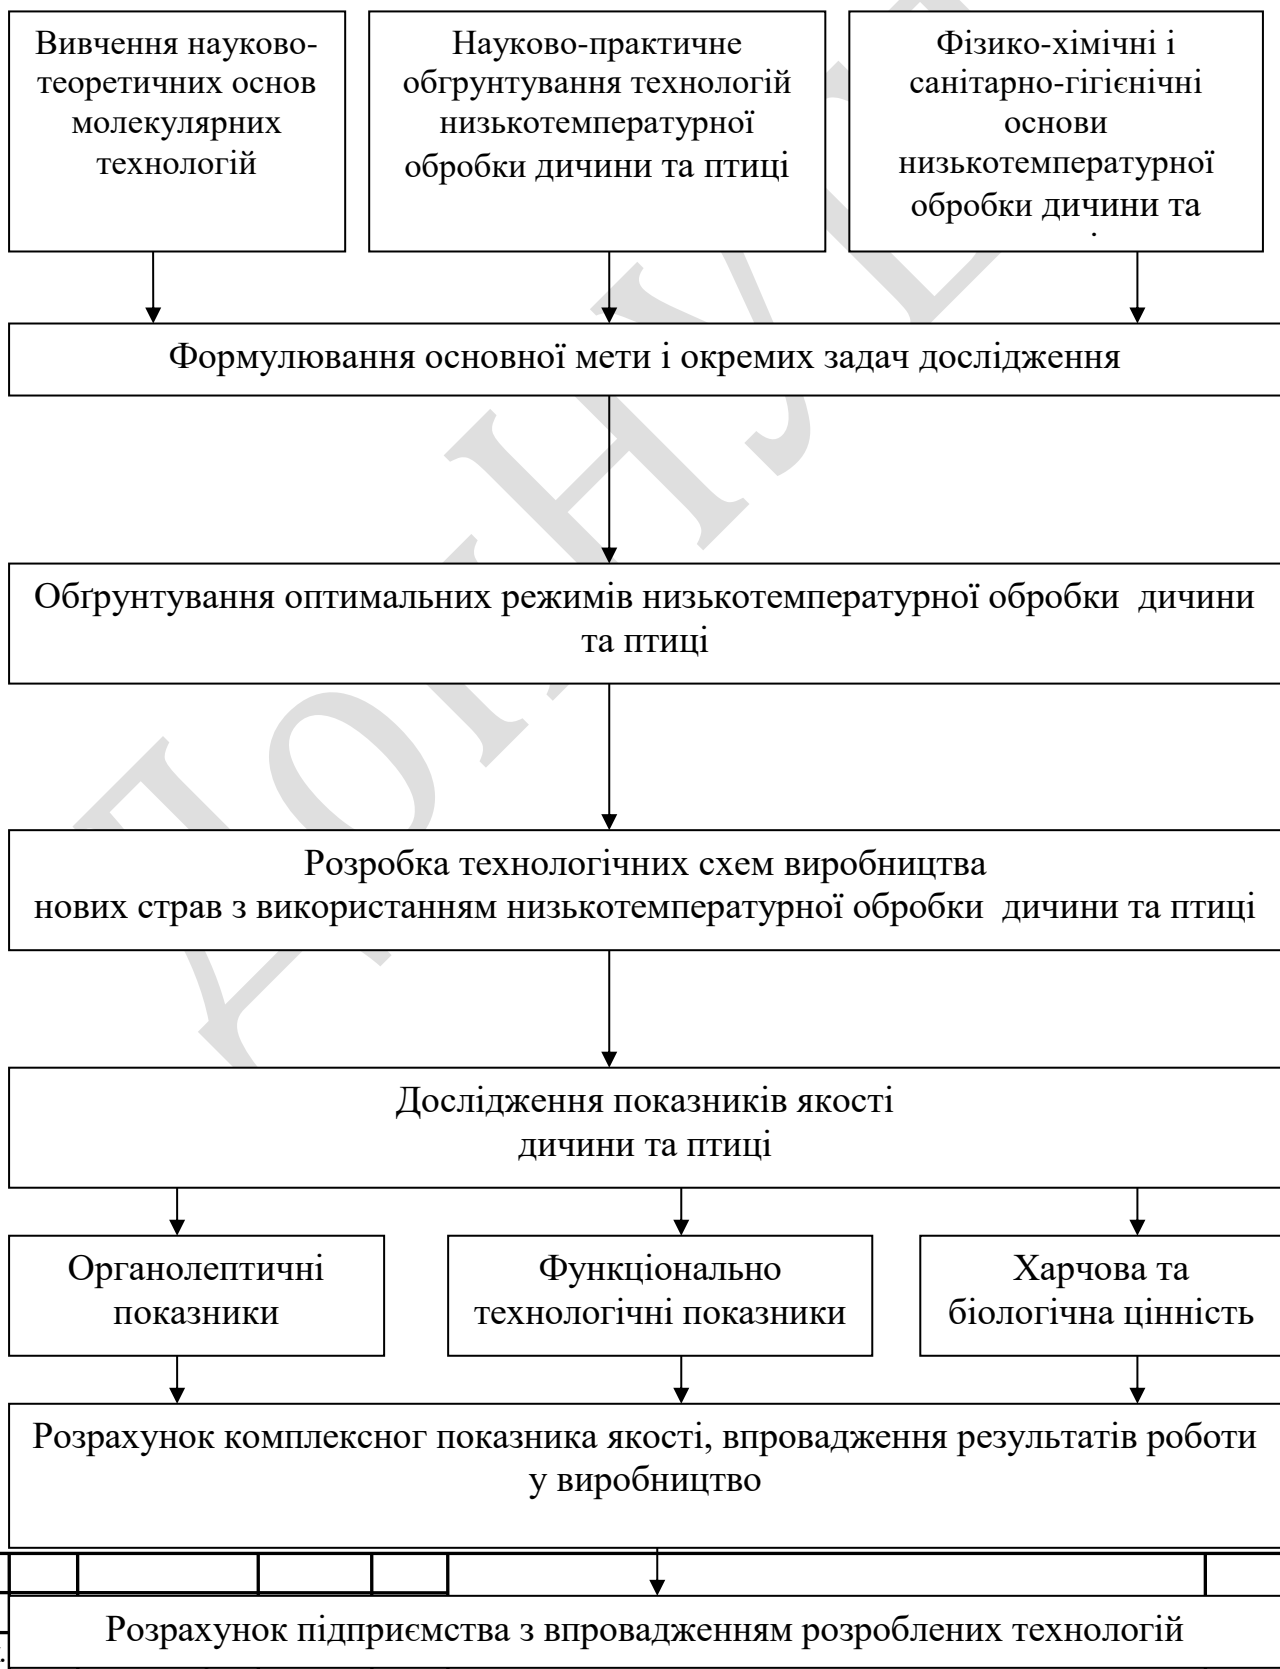 Вивчення науково-
теоретичних основ
молекулярних
технологій
Науково-практичне
обгрунтування технологій
низькотемпературної
обробки дичини та птиці
Фізико-хімічні і
санітарно-гігієнічні
основи
низькотемпературної
обробки дичини та
Формулювання основної мети і окремих задач дослідження
Обґрунтування оптимальних режимів низькотемпературної обробки дичини
та птиці
Розробка технологічних схем виробництва
нових страв з використанням низькотемпературної обробки дичини та птиці
Дослідження показників якості
дичини та птиці
Органолептичні
показники
Функціонально
технологічні показники
Харчова та
біологічна цінність
Розрахунок комплексног показника якості, впровадження результатів роботи
у виробництво
Розрахунок підприємства з впровадженням розроблених технологій